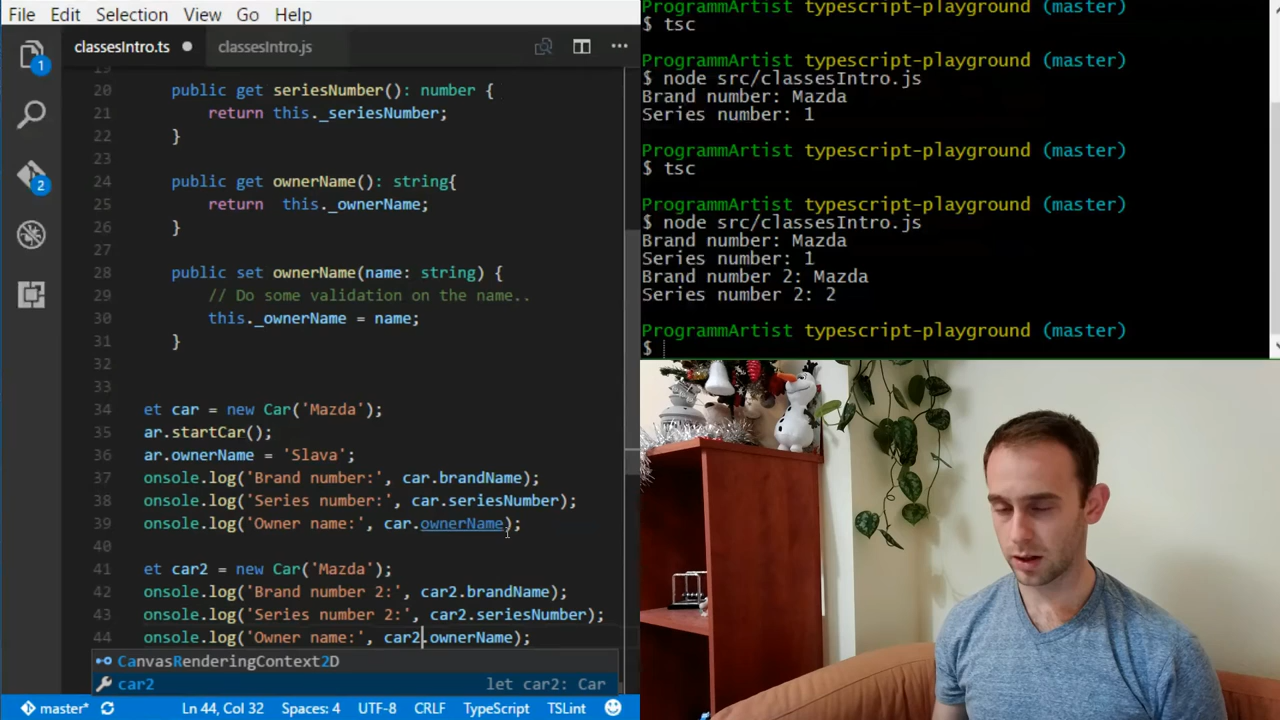 File Edit Selection View Go Help
classesIntro.ts classesIntro.js
20 public get seriesNumber(): number {
21 return this._seriesNumber;
22 }
23
24 public get ownerName(): string{
25 return  this._ownerName;
26 }
27
28 public set ownerName(name: string) {
29 // Do some validation on the name..
30 this._ownerName = name;
31 }
32
33
34 et car = new Car('Mazda');
35 ar.startCar();
36 ar.ownerName = 'Slava';
37 onsole.log('Brand number:', car.brandName);
38 onsole.log('Series number:', car.seriesNumber);
39 onsole.log('Owner name:', car.ownerName);
40
41 et car2 = new Car('Mazda');
42 onsole.log('Brand number 2:', car2.brandName);
43 onsole.log('Series number 2:', car2.seriesNumber);
44 onsole.log('Owner name:', car2.ownerName);
CanvasRenderingContext2D
car2 let car2: Car
1
2
master* Ln 44, Col 32 Spaces: 4 UTF-8 CRLF TypeScript TSLint
ProgrammArtist typescript-playground (master)
$ tsc
ProgrammArtist typescript-playground (master)
$ node src/classesIntro.js
Brand number: Mazda
Series number: 1
ProgrammArtist typescript-playground (master)
$ tsc
ProgrammArtist typescript-playground (master)
$ node src/classesIntro.js
Brand number: Mazda
Series number: 1
Brand number 2: Mazda
Series number 2: 2
ProgrammArtist typescript-playground (master)
$